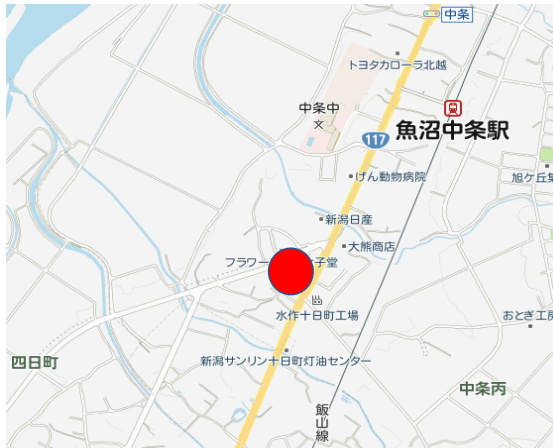 中条
トヨタカローラ北越
中条中
文
117
魚沼中条駅
げん動物病院
旭ケ丘
新潟日産
大熊商店
フラワー
子堂
水作十日町工場
おとぎ工房
四日町
新潟サンリン十日町灯油センター
中条丙
飯山線